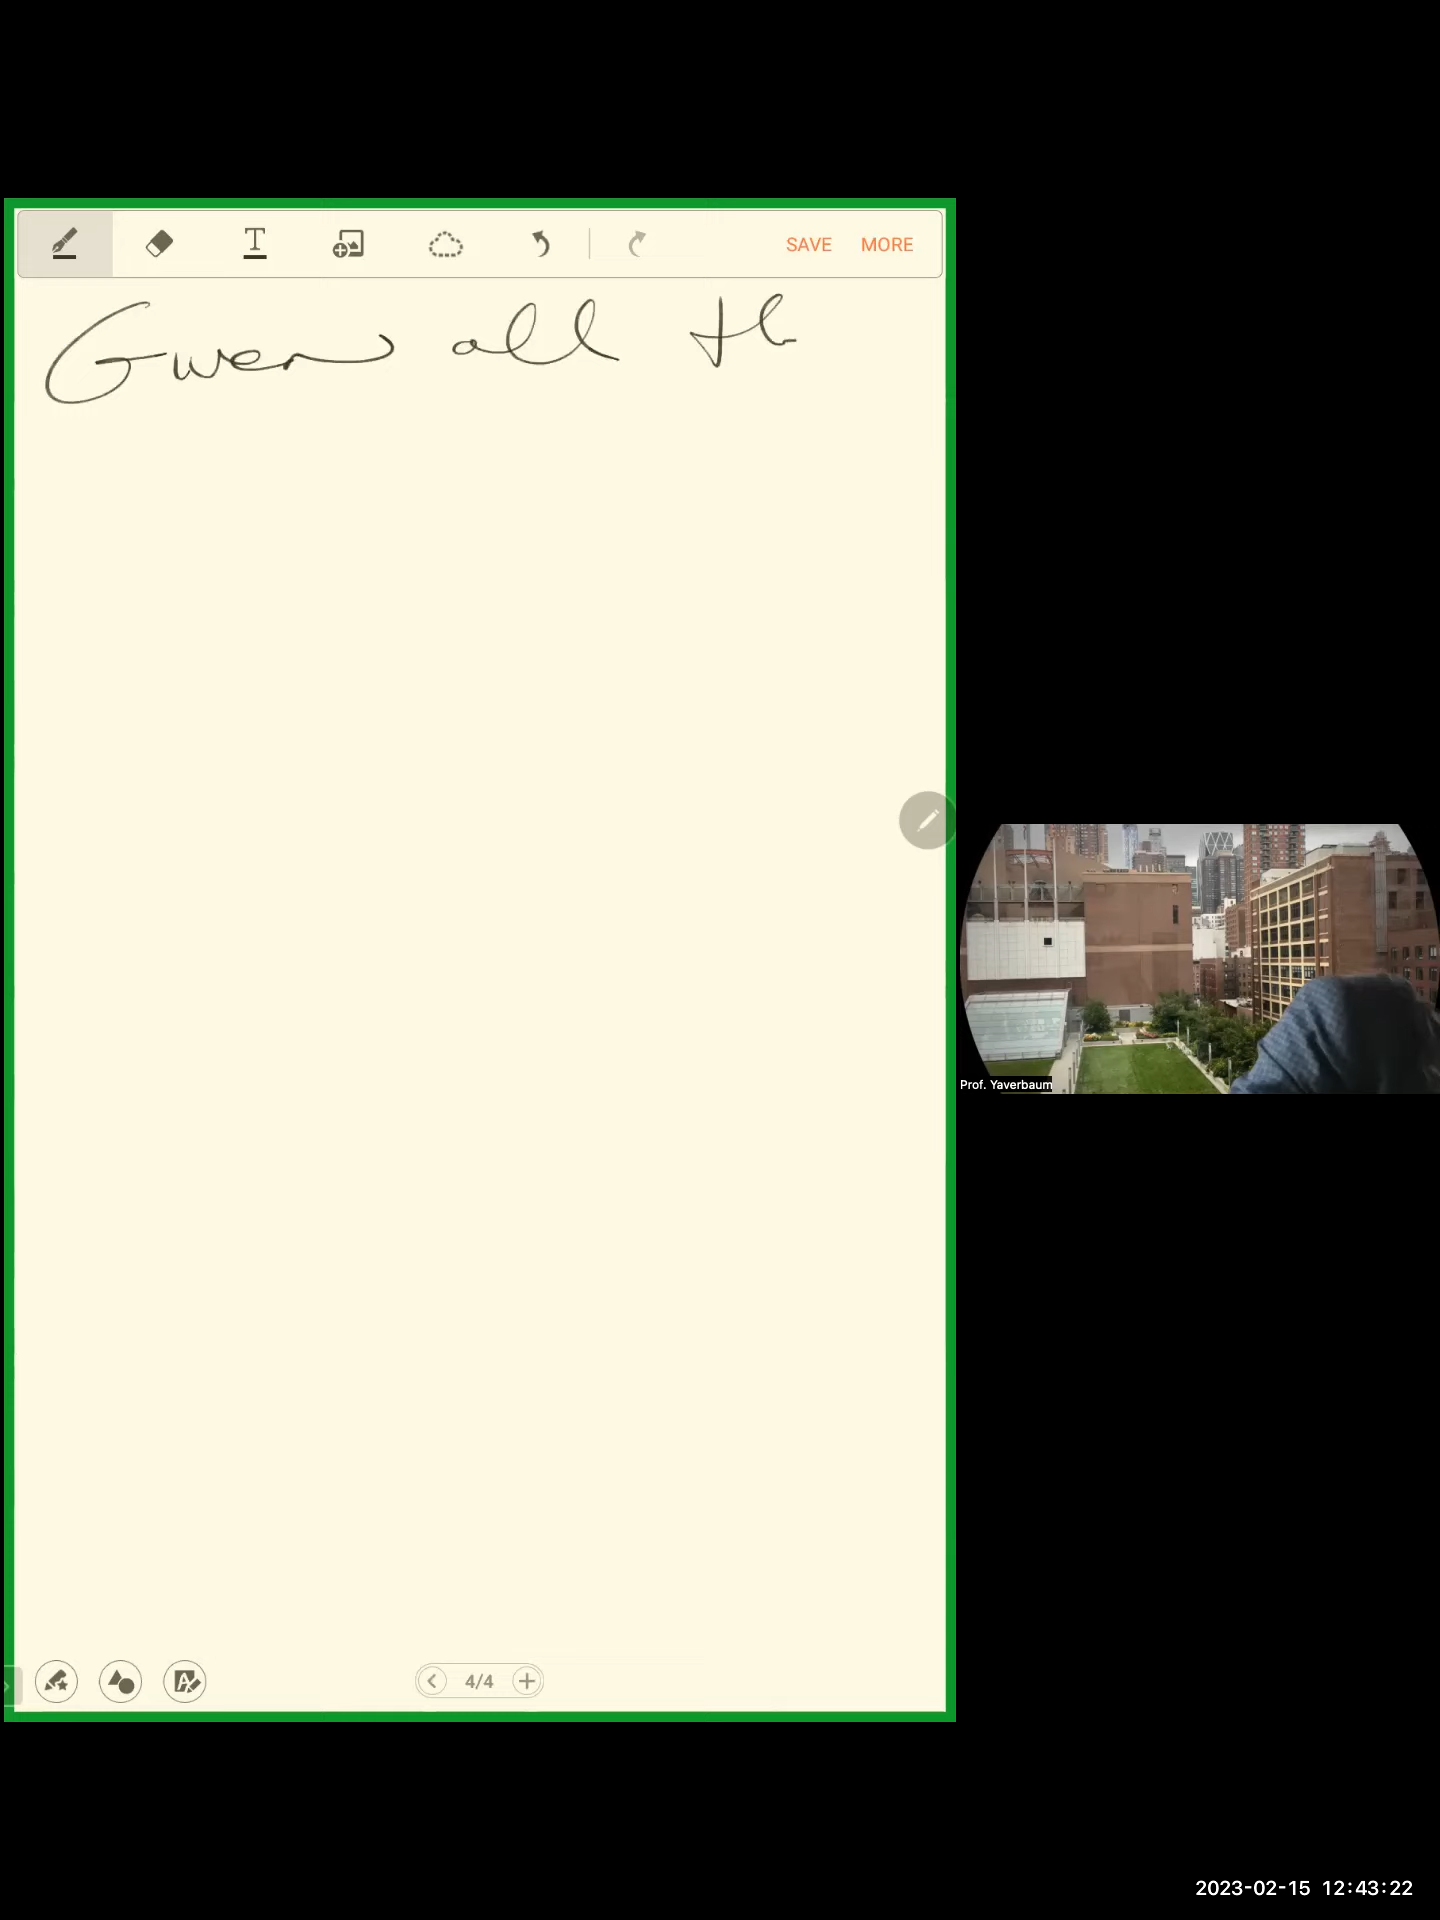 SAVE MORE
Given all th
4/4
Prof. Yaverbaum
2023-02-15 12:43:22